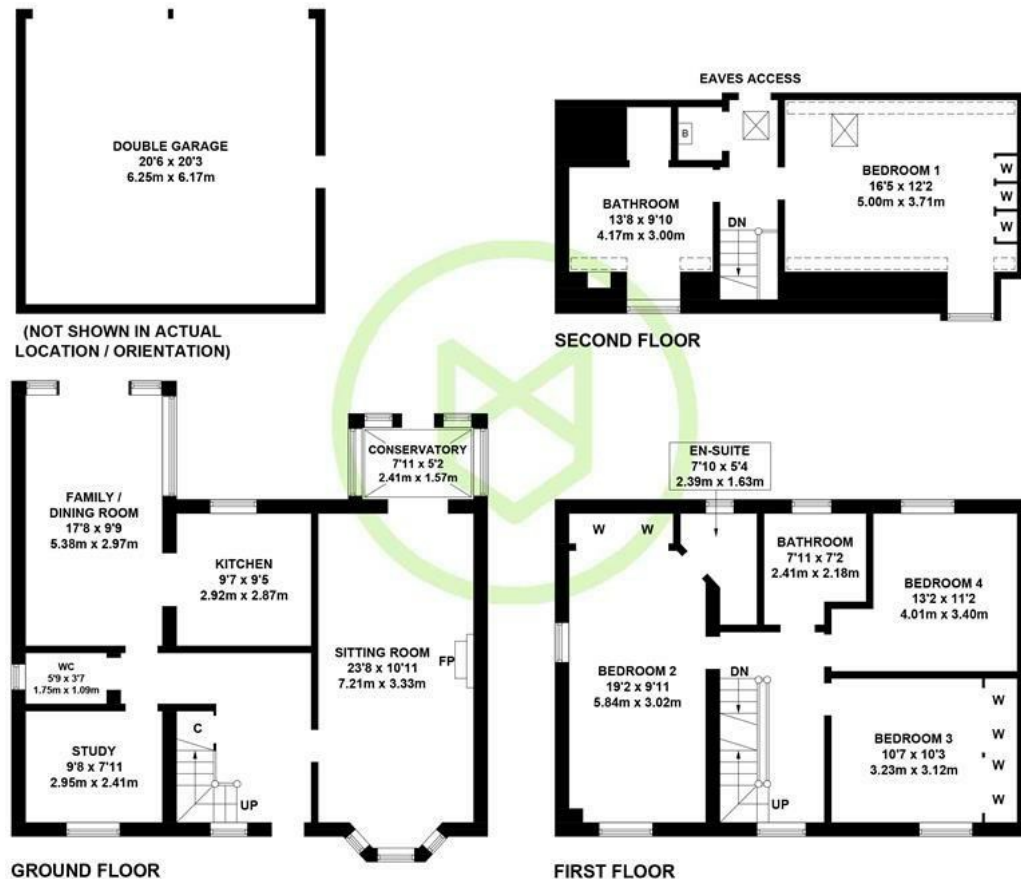 DOUBLE GARAGE
20'6 x 20'3
6.25m x 6.17m
(NOT SHOWN IN ACTUAL
LOCATION / ORIENTATION)
EAVES ACCESS
B
BEDROOM 1
16'5 x 12'2
5.00m x 3.71m
W
W
W
BATHROOM
13'8 x 9'10
4.17m x 3.00m
DN
SECOND FLOOR
CONSERVATORY
7'11 x 5'2
2.41m x 1.57m
FAMILY /
DINING ROOM
17'8 x 9'9
5.38m x 2.97m
KITCHEN
9'7 x 9'5
2.92m x 2.87m
SITTING ROOM
23'8 x 10'11
7.21m x 3.33m
FP
WC
5'9 x 3'7
1.75m x 1.09m
C
STUDY
9'8 x 7'11
2.95m x 2.41m
UP
GROUND FLOOR
EN-SUITE
7'10 x 5'4
2.39m x 1.63m
W
W
BATHROOM
7'11 x 7'2
2.41m x 2.18m
BEDROOM 4
13'2 x 11'2
4.01m x 3.40m
BEDROOM 2
19'2 x 9'11
5.84m x 3.02m
DN
BEDROOM 3
10'7 x 10'3
3.23m x 3.12m
W
W
W
W
UP
FIRST FLOOR